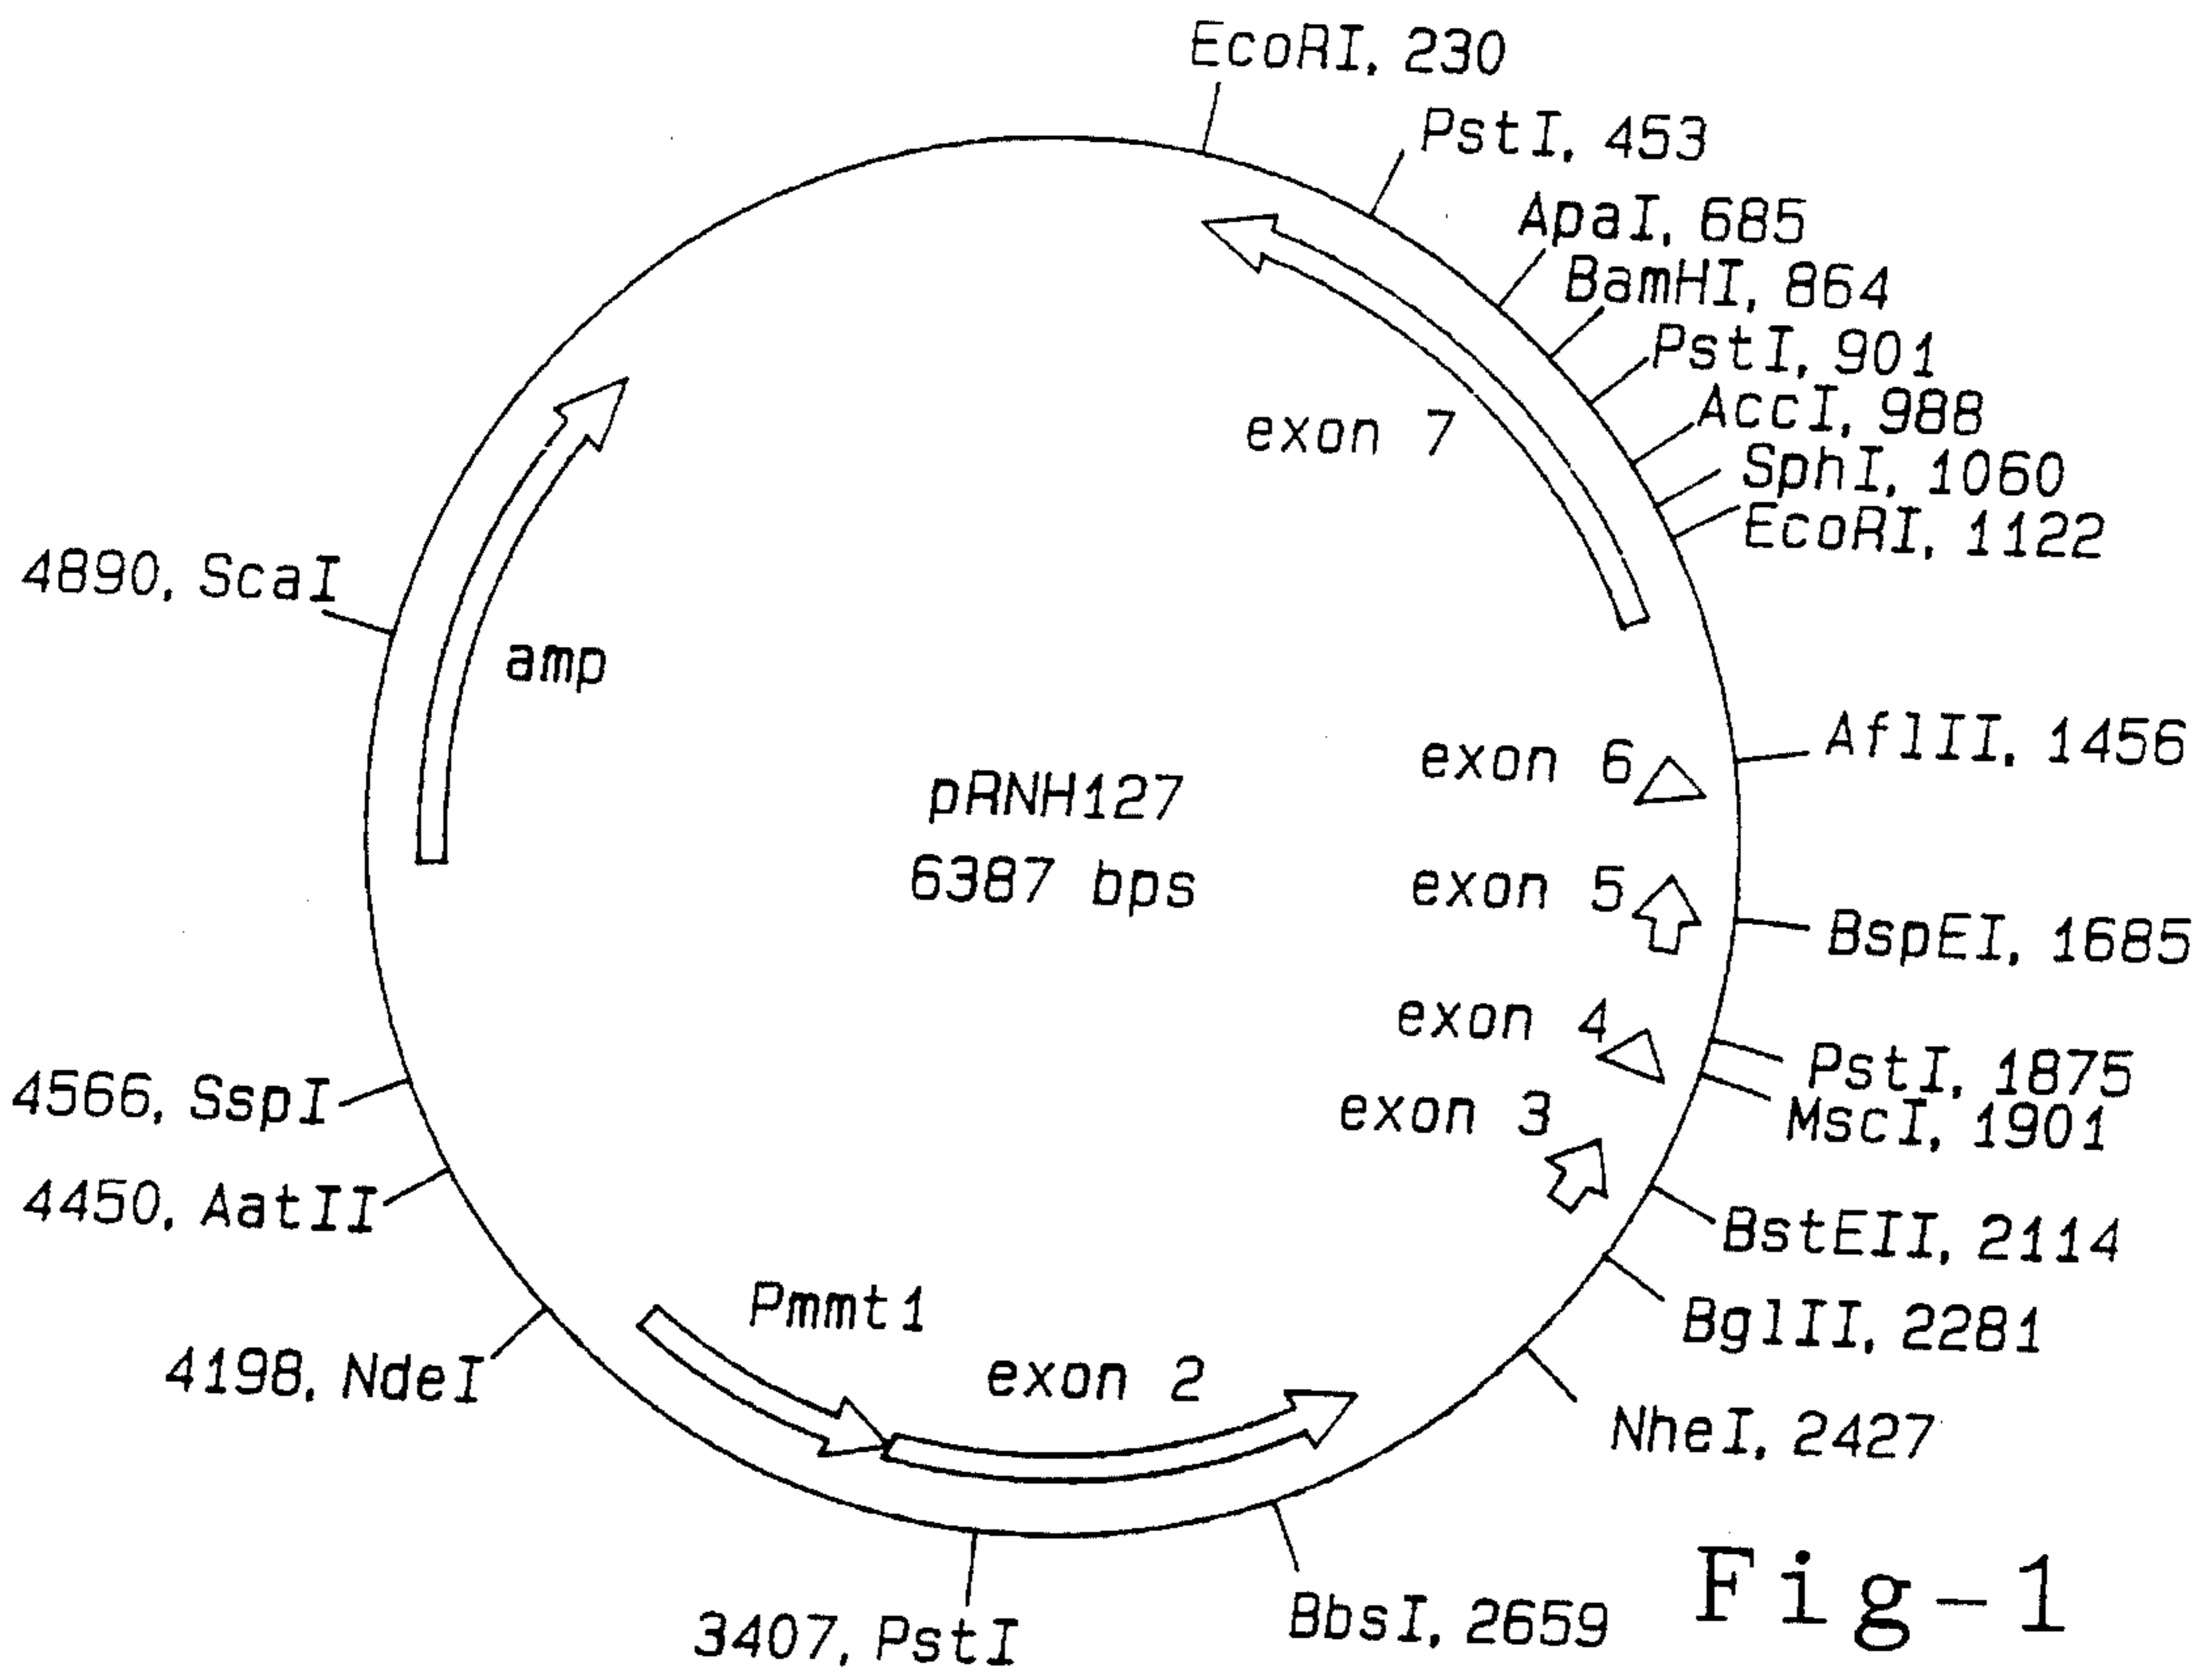 EcoRI, 230
PstI, 453
ApaI, 685
BamHI, 864
PstI, 901
AccI, 988
SphI, 1060
EcoRI, 1122
exon 7
4890, ScaI
amp
AflII, 1456
exon 6
pRNH127
6387 bps
exon 5
BspEI, 1685
exon 4
PstI, 1875
MscI, 1901
exon 3
4566, SspI
4450, AatII
BstEII, 2114
BglII, 2281
Pmmt1
4198, NdeI
exon 2
NheI, 2427
3407, PstI
BbsI, 2659
Fig-1